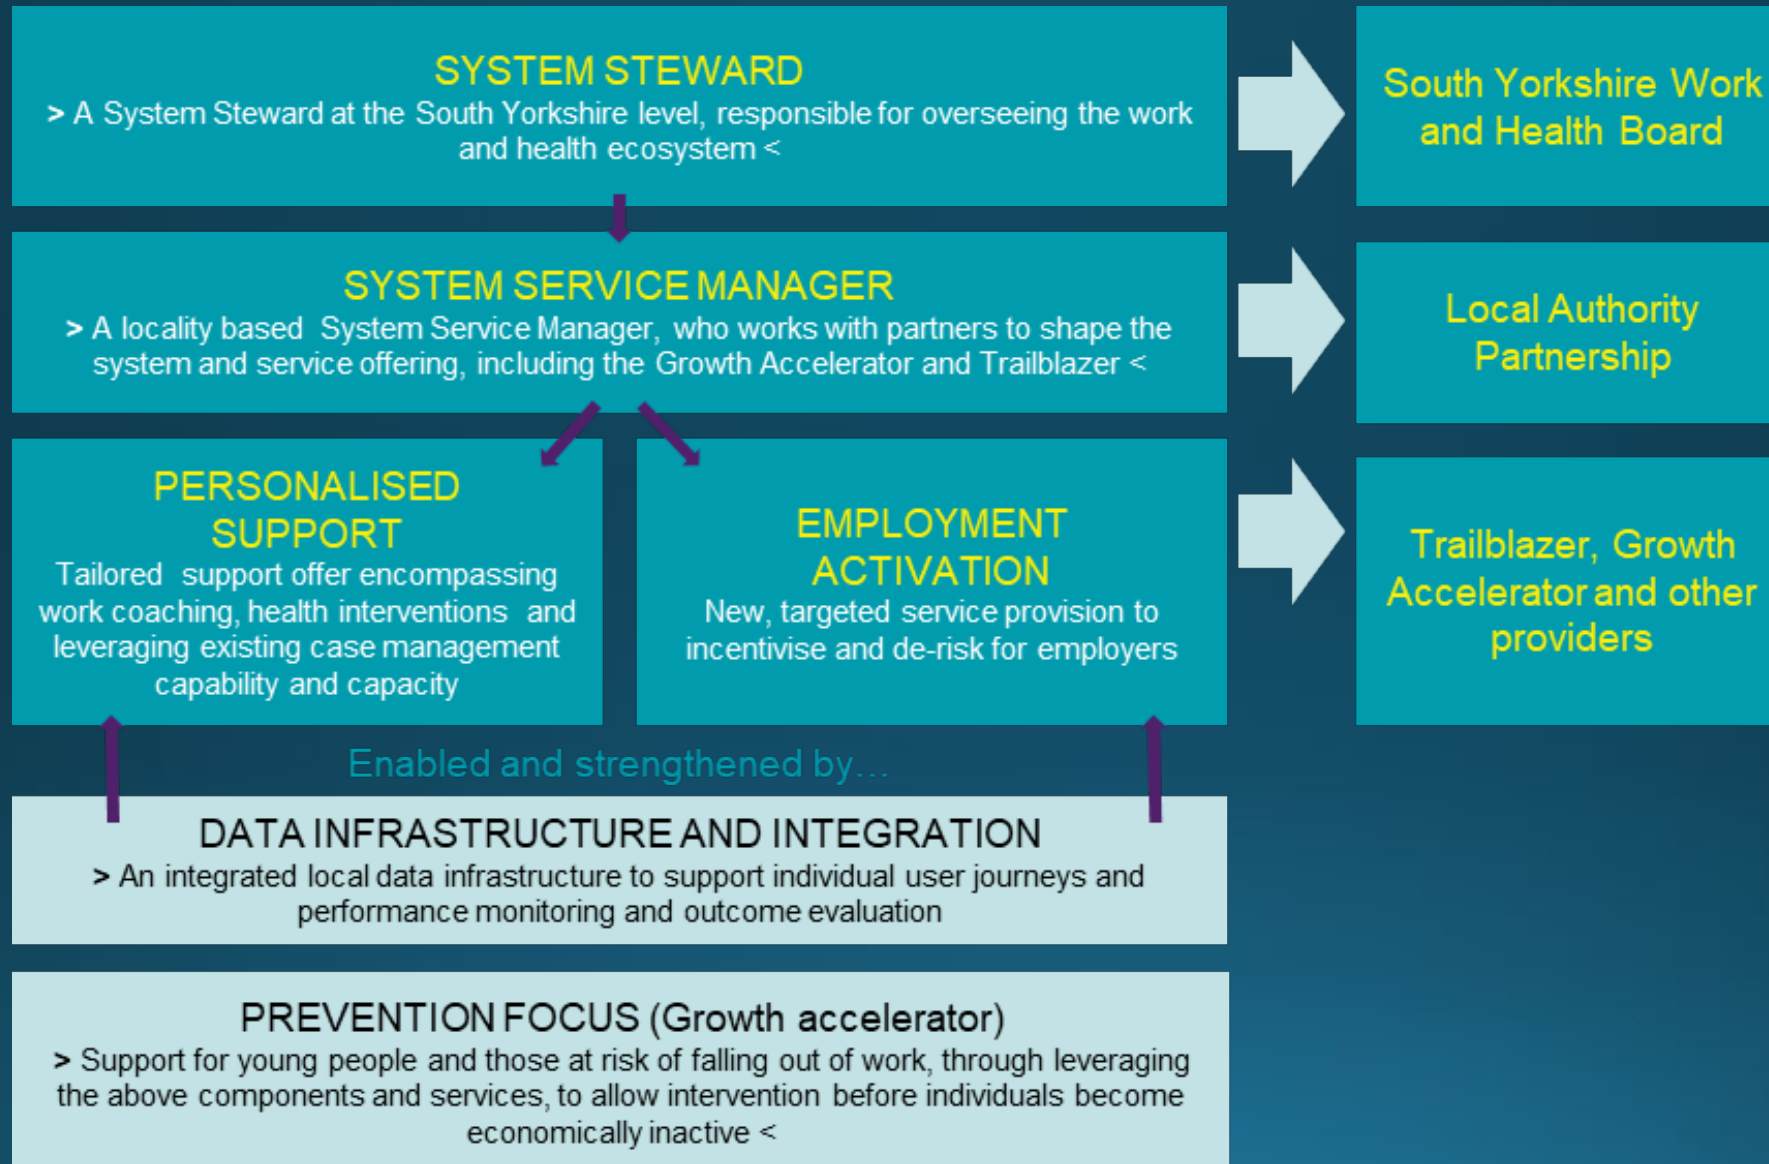 SYSTEM STEWARD
> A System Steward at the South Yorkshire level, responsible for overseeing the work
and health ecosystem <
South Yorkshire Work
and Health Board
SYSTEM SERVICE MANAGER
> A locality based System Service Manager, who works with partners to shape the
system and service offering, including the Growth Accelerator and Trailblazer <
Local Authority
Partnership
PERSONALISED
SUPPORT
Tailored support offer encompassing
work coaching, health interventions and
leveraging existing case management
capability and capacity
EMPLOYMENT
ACTIVATION
New, targeted service provision to
incentivise and de-risk for employers
Trailblazer, Growth
Accelerator and other
providers
Enabled and strengthened by...
DATA INFRASTRUCTURE AND INTEGRATION
> An integrated local data infrastructure to support individual user journeys and
performance monitoring and outcome evaluation
PREVENTION FOCUS (Growth accelerator)
> Support for young people and those at risk of falling out of work, through leveraging
the above components and services, to allow intervention before individuals become
economically inactive <